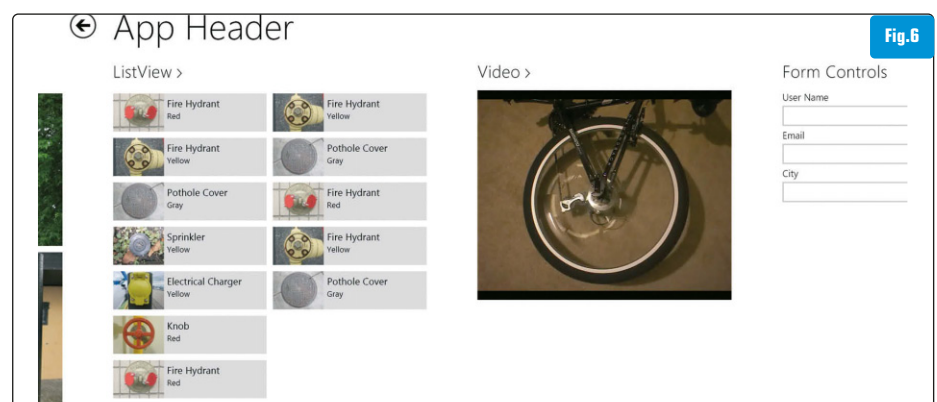 App Header
Fig.6
ListView >
Fire Hydrant
Red
Fire Hydrant
Yellow
Pothole Cover
Gray
Sprinkler
Yellow
Electrical Charger
Yellow
Knob
Red
Fire Hydrant
Red
Fire Hydrant
Yellow
Pothole Cover
Gray
Fire Hydrant
Red
Fire Hydrant
Yellow
Pothole Cover
Gray
Video >
Form Controls
User Name
Email
City